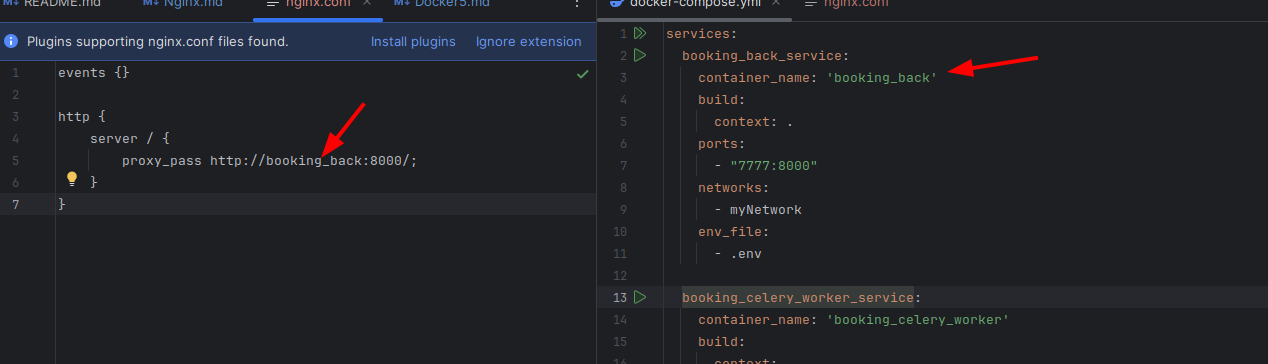 README.md Nginx.md nginx.conf Docker5.md
Plugins supporting nginx.conf files found. Install plugins Ignore extension
1 events {}
2
3 http {
4 server / {
5 proxy_pass http://booking_back:8000/;
6 }
7 }
docker-compose.yml nginx.conf
1 services:
2 booking_back_service:
3 container_name: 'booking_back'
4 build:
5 context: .
6 ports:
7 - "7777:8000"
8 networks:
9 - myNetwork
10 env_file:
11 - .env
12
13 booking_celery_worker_service:
14 container_name: 'booking_celery_worker'
15 build:
16 context: